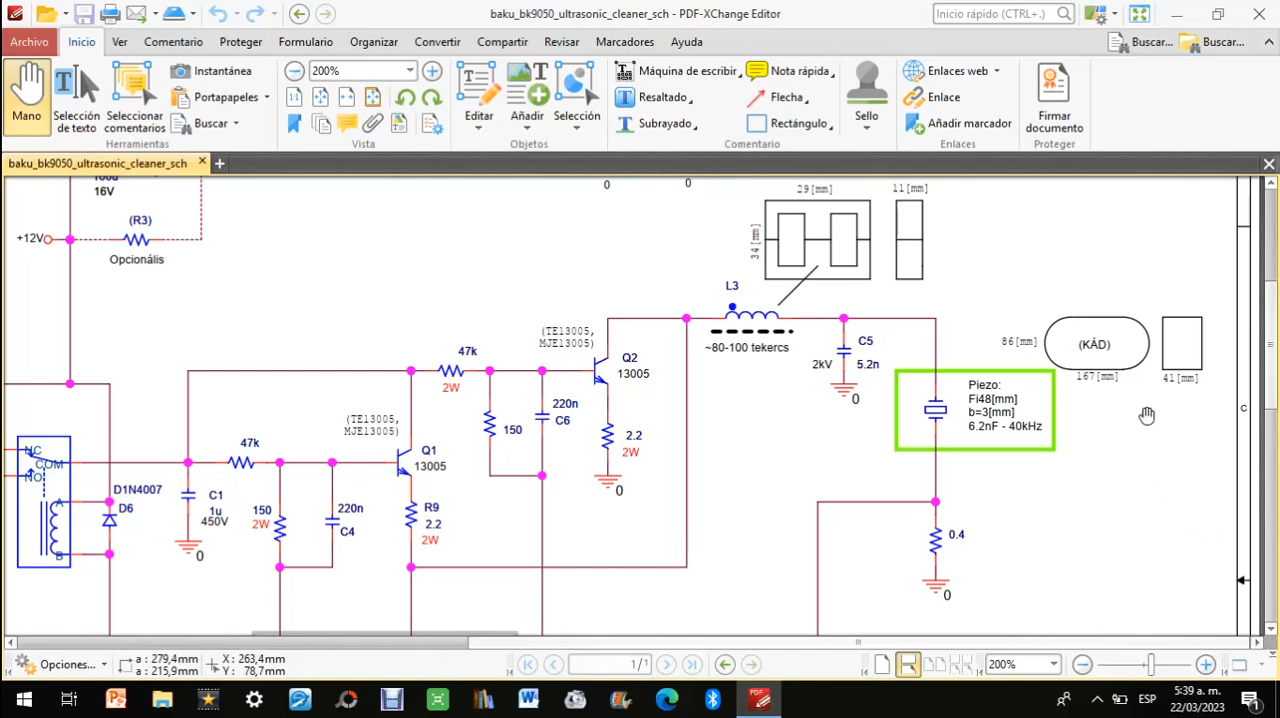 baku_bk9050_ultrasonic_cleaner_sch - PDF-XChange Editor
Inicio rápido (CTRL+.)
Archivo Inicio Ver Comentario Proteger Formulario Organizar Convertir Compartir Revisar Marcadores Ayuda Buscar... Buscar...
Mano
Selección
de texto
Seleccionar
comentarios
Instantánea
Portapapeles
Buscar
Herramientas
200%
Vista
Editar
Añadir
Selección
Objetos
Máquina de escribir
Resaltado
Subrayado
Nota rápida
Flecha
Rectángulo
Comentario
Sello
Enlaces web
Enlace
Añadir marcador
Enlaces
Firmar
documento
Proteger
baku_bk9050_ultrasonic_cleaner_sch
16V
(R3)
+12V
Opcionális
0
0
29[mm]
11[mm]
34[mm]
L3
~80-100 tekercs
(TE13005,
MJE13005)
47k
2W
Q2
13005
C5
2kV
5.2n
0
86[mm]
(KÁD)
167[mm]
41[mm]
Piezo:
Fi48[mm]
b=3[mm]
6.2nF - 40kHz
C
220n
C6
150
2.2
2W
0
(TE13005,
MJE13005)
47k
Q1
13005
NC
COM
NO
A
B
D1N4007
D6
C1
1u
450V
0
150
2W
220n
C4
R9
2.2
2W
0.4
0
Opciones...
a : 279,4mm
a : 215,9mm
X : 263,4mm
Y : 78,7mm
1/1
200%
ESP
5:39 a. m.
22/03/2023
1